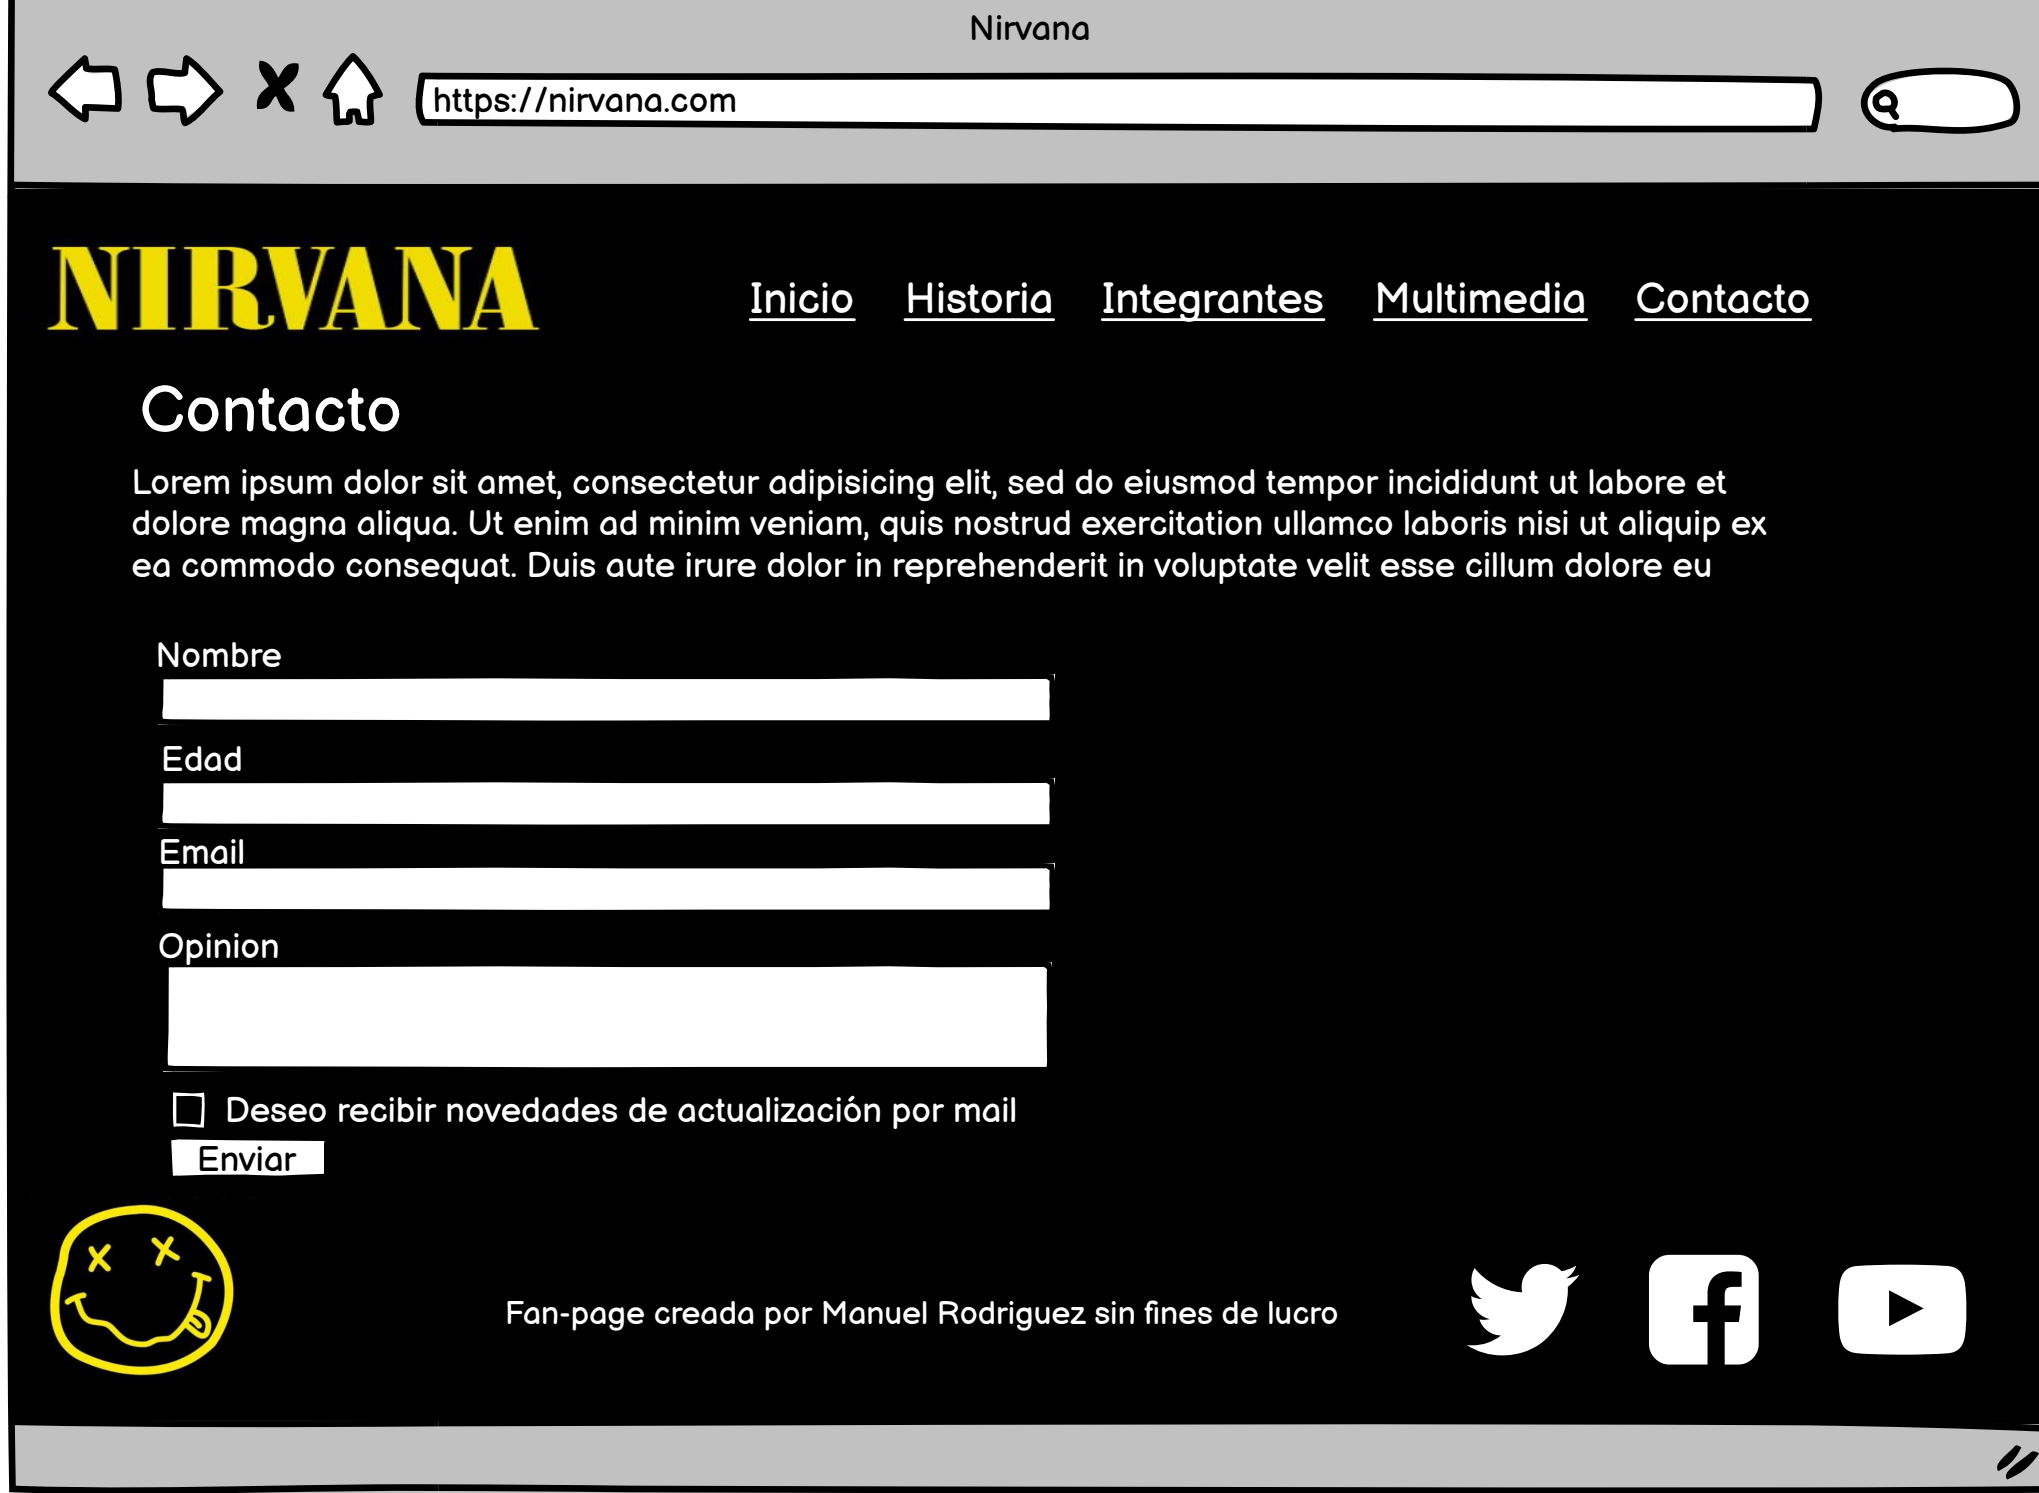 Nirvana
https://nirvana.com
NIRVANA
Inicio Historia Integrantes Multimedia Contacto
Contacto
Lorem ipsum dolor sit amet, consectetur adipisicing elit, sed do eiusmod tempor incididunt ut labore et
dolore magna aliqua. Ut enim ad minim veniam, quis nostrud exercitation ullamco laboris nisi ut aliquip ex
ea commodo consequat. Duis aute irure dolor in reprehenderit in voluptate velit esse cillum dolore eu
Nombre
Edad
Email
Opinion
Deseo recibir novedades de actualización por mail
Enviar
Fan-page creada por Manuel Rodriguez sin fines de lucro